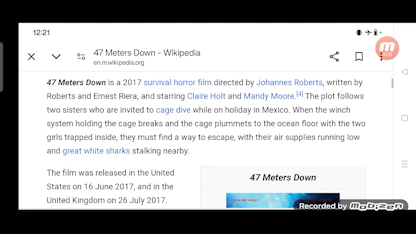 12:21
47 Meters Down – Wikipedia
en.m.wikipedia.org
47 Meters Down is a 2017 survival horror film directed by Johannes Roberts, written by
Roberts and Ernest Riera, and starring Claire Holt and Mandy Moore.[4] The plot follows
two sisters who are invited to cage dive while on holiday in Mexico. When the winch
system holding the cage breaks and the cage plummets to the ocean floor with the two
girls trapped inside, they must find a way to escape, with their air supplies running low
and great white sharks stalking nearby.
The film was released in the United
States on 16 June 2017, and in the
United Kingdom on 26 July 2017.
47 Meters Down
CLAIRE HOLT
MANDY MOORE
Recorded by MOBIZEN